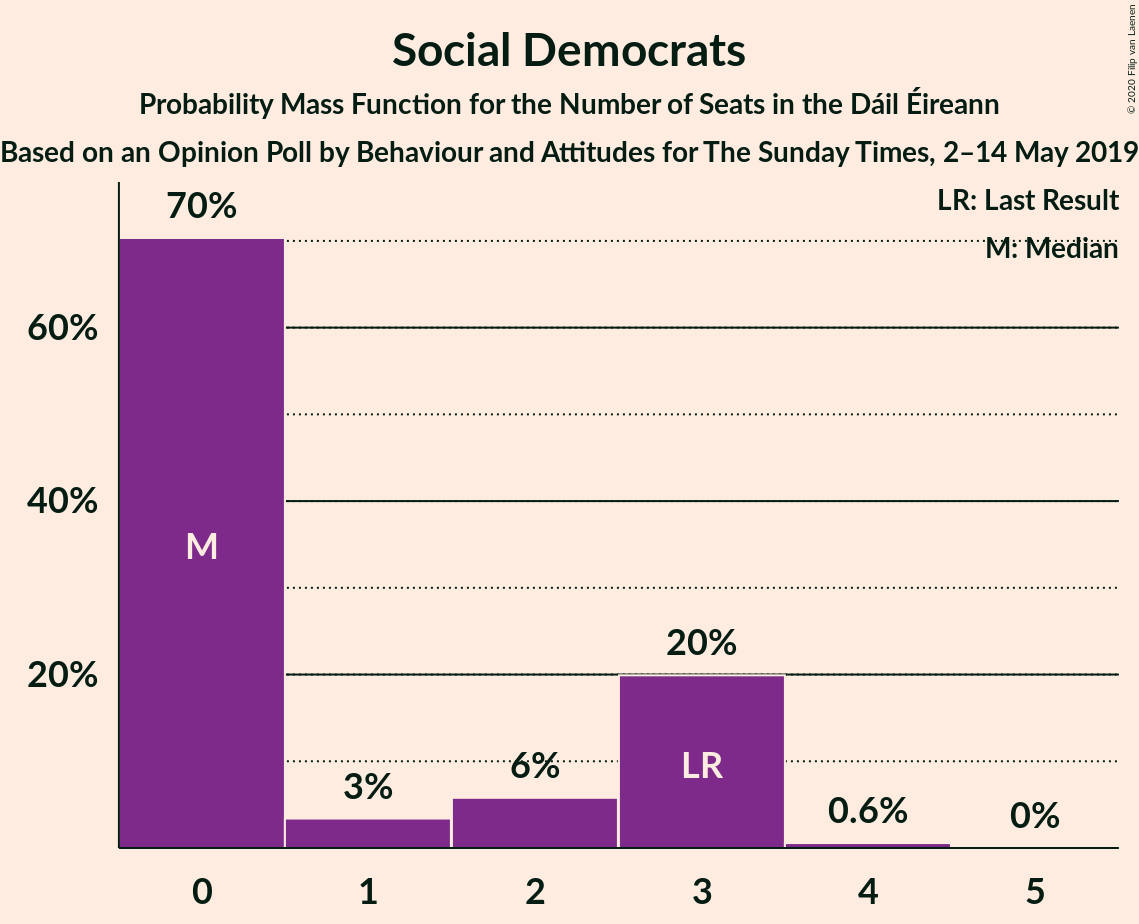 Social Democrats
Probability Mass Function for the Number of Seats in the Dáil Éireann
Based on an Opinion Poll by Behaviour and Attitudes for The Sunday Times, 2–14 May 2019
© 2020 Filip van Laenen
LR: Last Result
M: Median
70%
60%
40%
20%
M
3%
6%
20%
LR
0.6%
0%
0 1 2 3 4 5